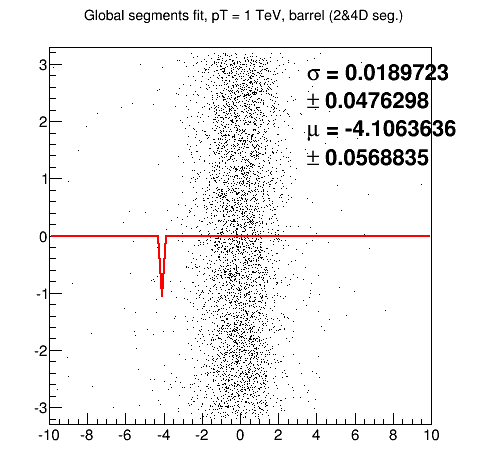 Global segments fit, pT = 1 TeV, barrel (2&4D seg.)
σ = 0.0189723
± 0.0476298
μ = -4.1063636
± 0.0568835
3
2
1
0
-1
-2
-3
-10 -8 -6 -4 -2 0 2 4 6 8 10